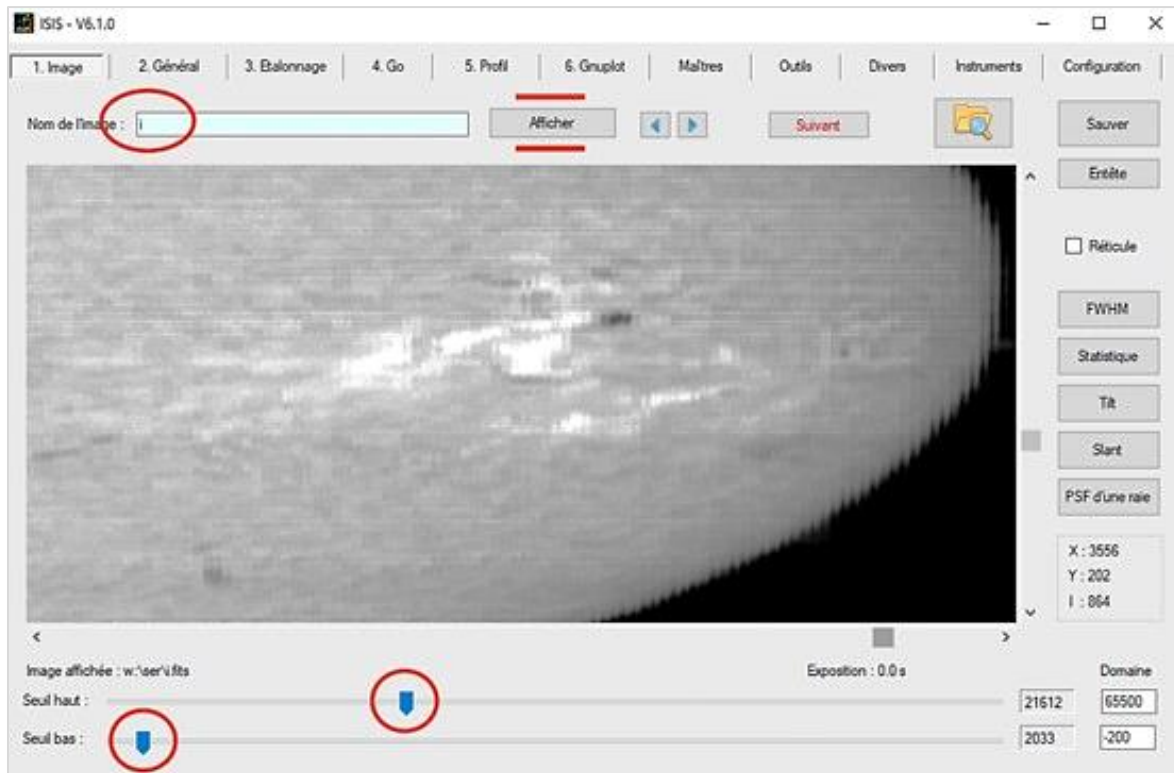 ISIS - V6.1.0
1. Image 2. Général 3. Etalonnage 4. Go 5. Profil 6. Gnuplot Maîtres Outils Divers Instruments Configuration
Nom de l'image : i Afficher Suivant Sauver
Entête
Réticule
FWHM
Statistique
Tilt
Slant
PSF d'une raie
X : 3556
Y : 202
I : 864
Image affichée : w:\ser\i.fits Exposition : 0.0 s Domaine
Seuil haut : 21612 65500
Seuil bas : 2033 -200